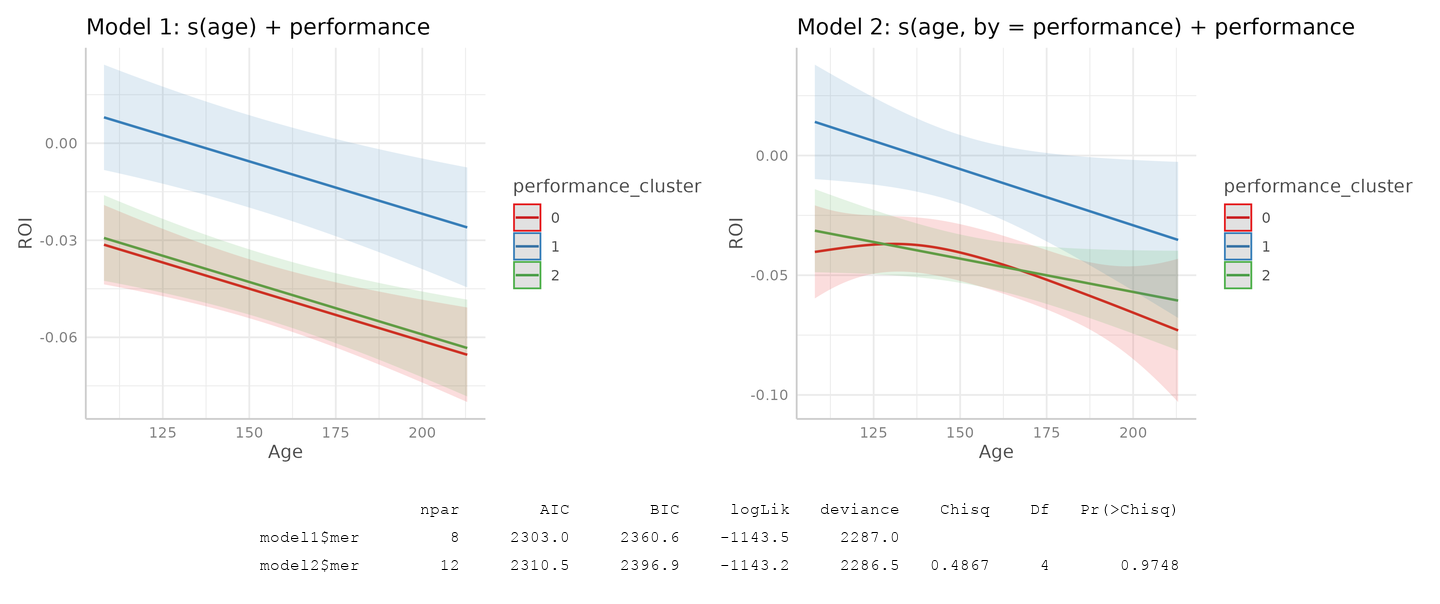 Model 1: s(age) + performance
ROI
0.00
-0.03
-0.06
125 150 175 200
Age
performance_cluster
0
1
2
Model 2: s(age, by = performance) + performance
ROI
0.00
-0.05
-0.10
125 150 175 200
Age
performance_cluster
0
1
2
npar AIC BIC logLik deviance Chisq Df Pr(>Chisq)
model1$mer 8 2303.0 2360.6 -1143.5 2287.0
model2$mer 12 2310.5 2396.9 -1143.2 2286.5 0.4867 4 0.9748